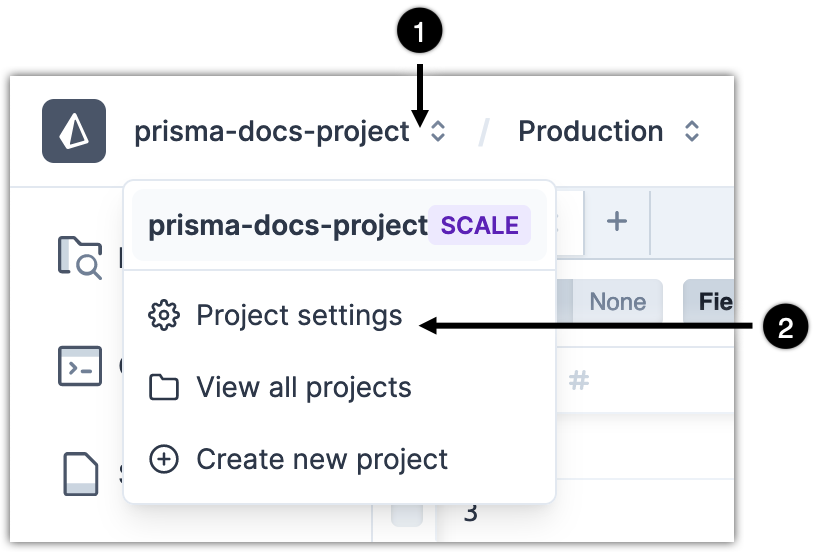 1
prisma-docs-project / Production
prisma-docs-project SCALE
+
None
Project settings
2
View all projects
#
Create new project
3